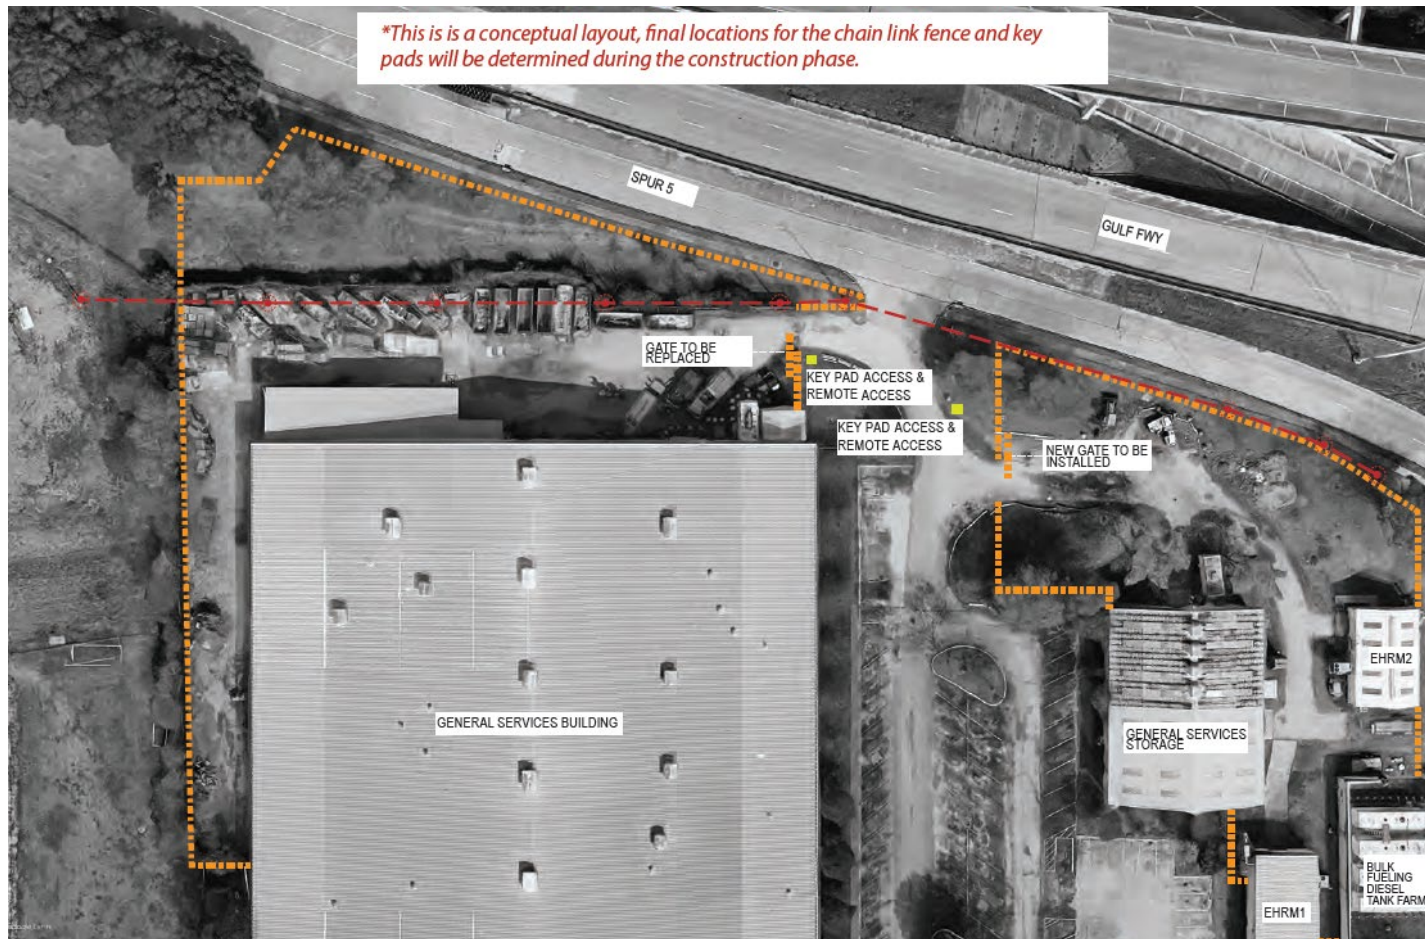 *This is is a conceptual layout, final locations for the chain link fence and key
pads will be determined during the construction phase.
SPUR 5
GULF FWY
GATE TO BE
REPLACED
KEY PAD ACCESS &
REMOTE ACCESS
KEY PAD ACCESS &
REMOTE ACCESS
NEW GATE TO BE
INSTALLED
GENERAL SERVICES BUILDING
EHRM2
GENERAL SERVICES
STORAGE
BULK
FUELING
DIESEL
TANK FARM
EHRM1